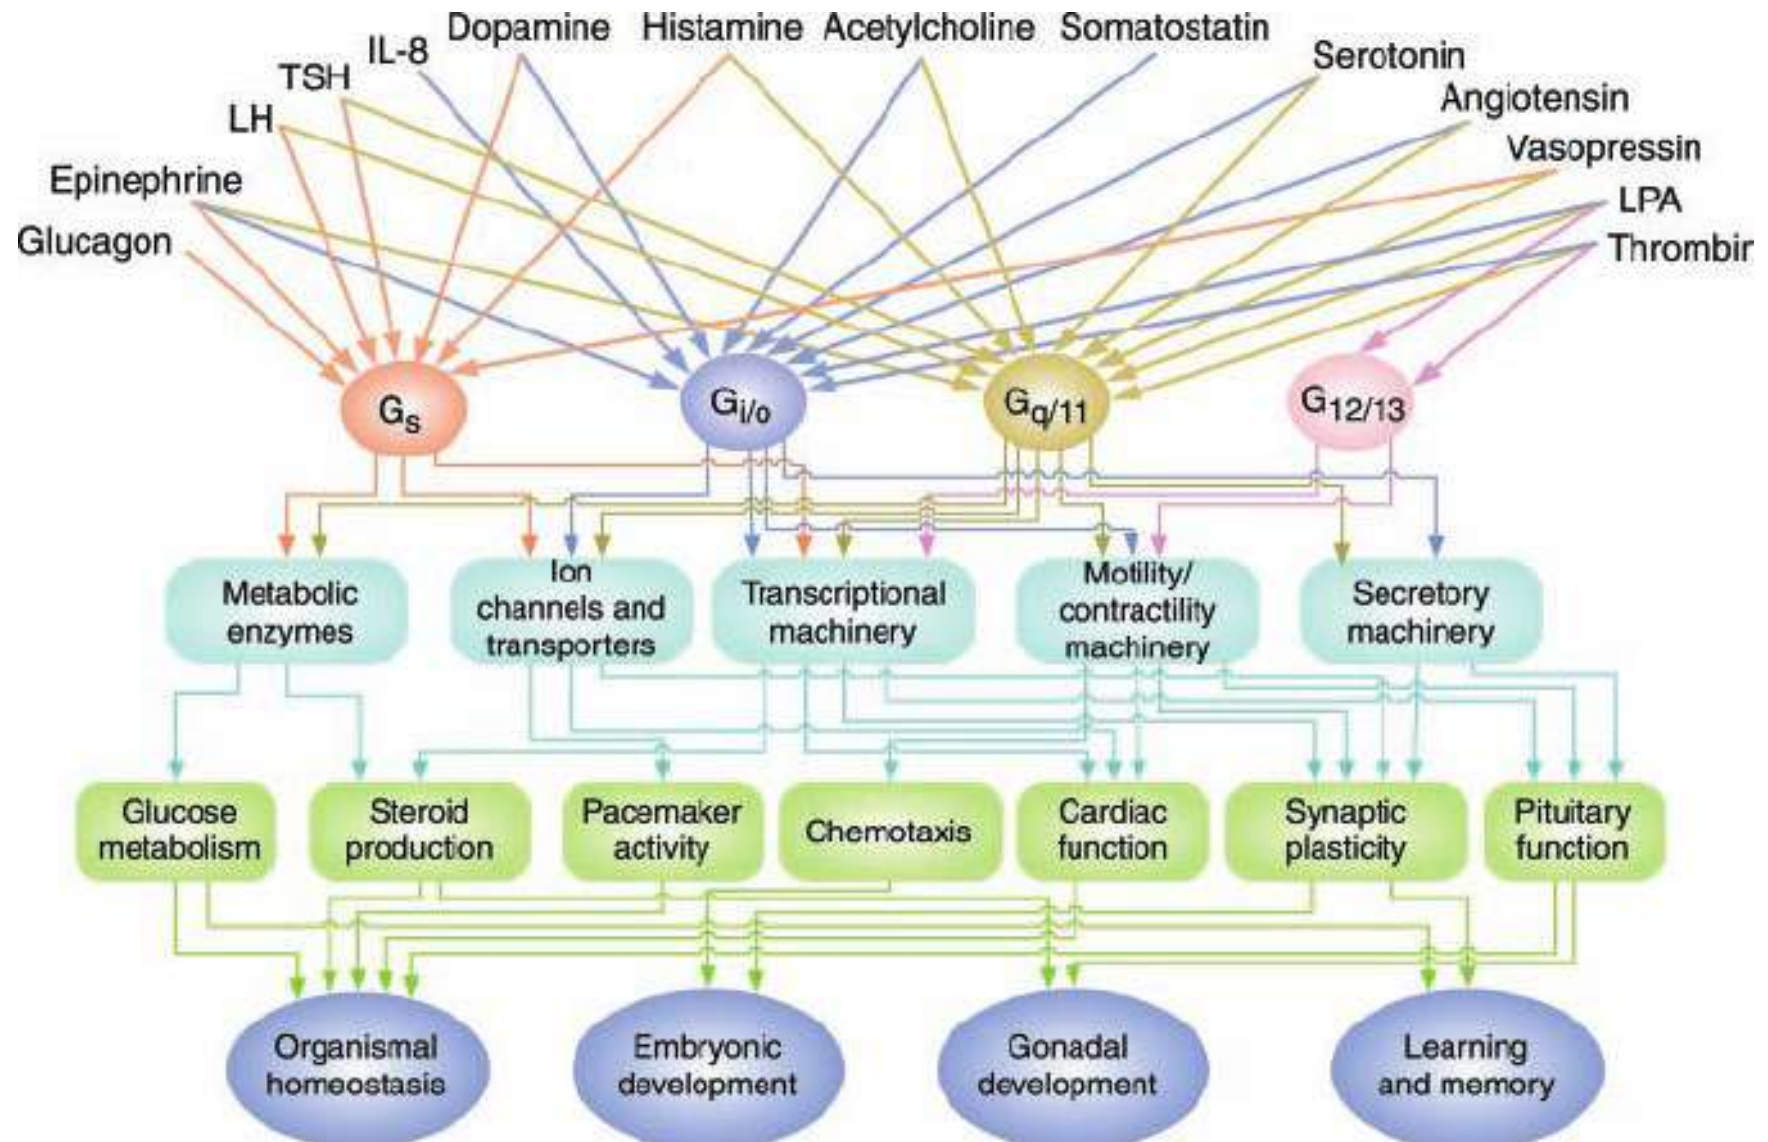 Dopamine
Histamine
Acetylcholine
Somatostatin
IL-8
Serotonin
TSH
Angiotensin
LH
Vasopressin
Epinephrine
LPA
Glucagon
Thrombin
Gs
Gi/o
Gq/11
G12/13
Metabolic
enzymes
Ion
channels and
transporters
Transcriptional
machinery
Motility/
contractility
machinery
Secretory
machinery
Glucose
metabolism
Steroid
production
Pacemaker
activity
Chemotaxis
Cardiac
function
Synaptic
plasticity
Pituitary
function
Organismal
homeostasis
Embryonic
development
Gonadal
development
Learning
and memory